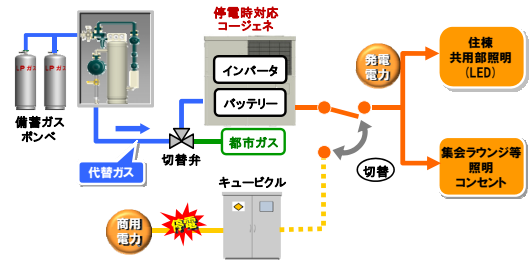 停電時対応
コージェネ
インバータ
バッテリー
発電
電力
住棟
共用部照明
(LED)
LPガス
LPガス
備蓄ガス
ボンベ
代替ガス
切替弁
都市ガス
切替
集会ラウンジ等
照明
コンセント
キュービクル
商用
電力
停電